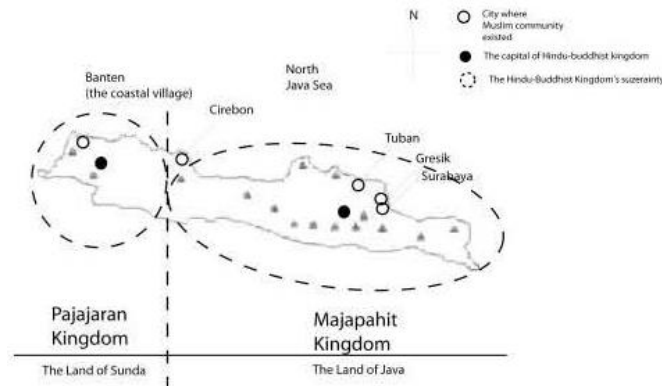 N
City where
Muslim community
existed
The capital of Hindu-buddhist kingdom
The Hindu-Buddhist Kingdom's suzerainty
Banten
(the coastal village)
North
Java Sea
Cirebon
Tuban
Gresik
Surabaya
Pajajaran
Kingdom
Majapahit
Kingdom
The Land of Sunda
The Land of Java